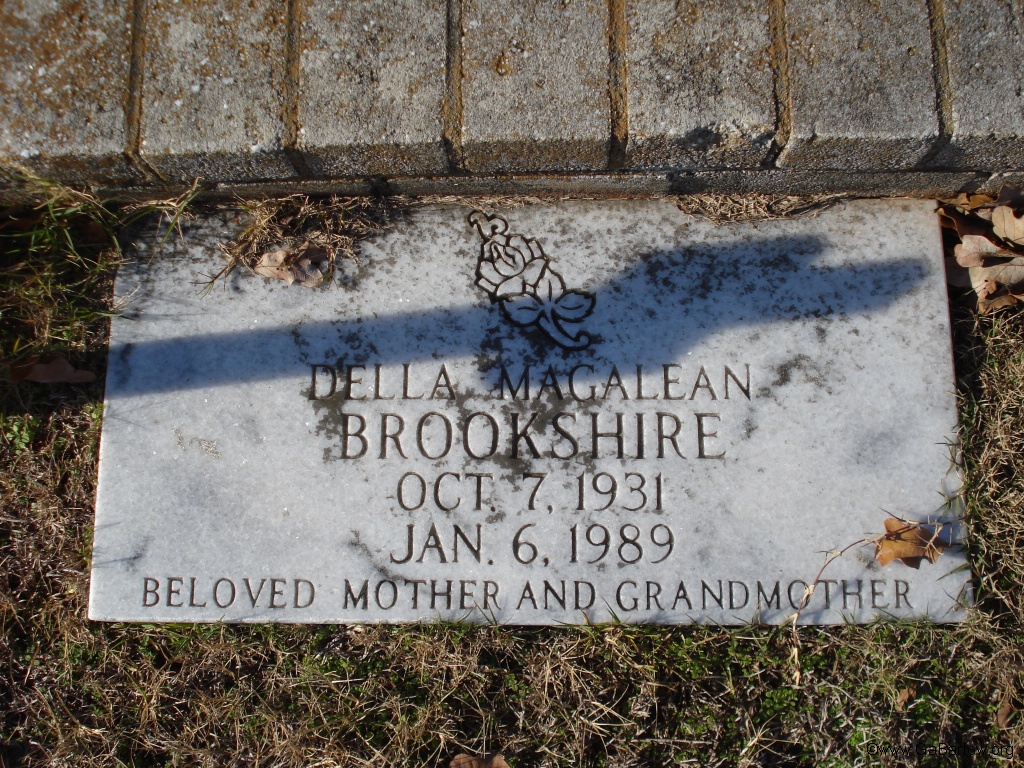 DELLA MAGALEAN
BROOKSHIRE
OCT. 7, 1931
JAN. 6, 1989
BELOVED MOTHER AND GRANDMOTHER